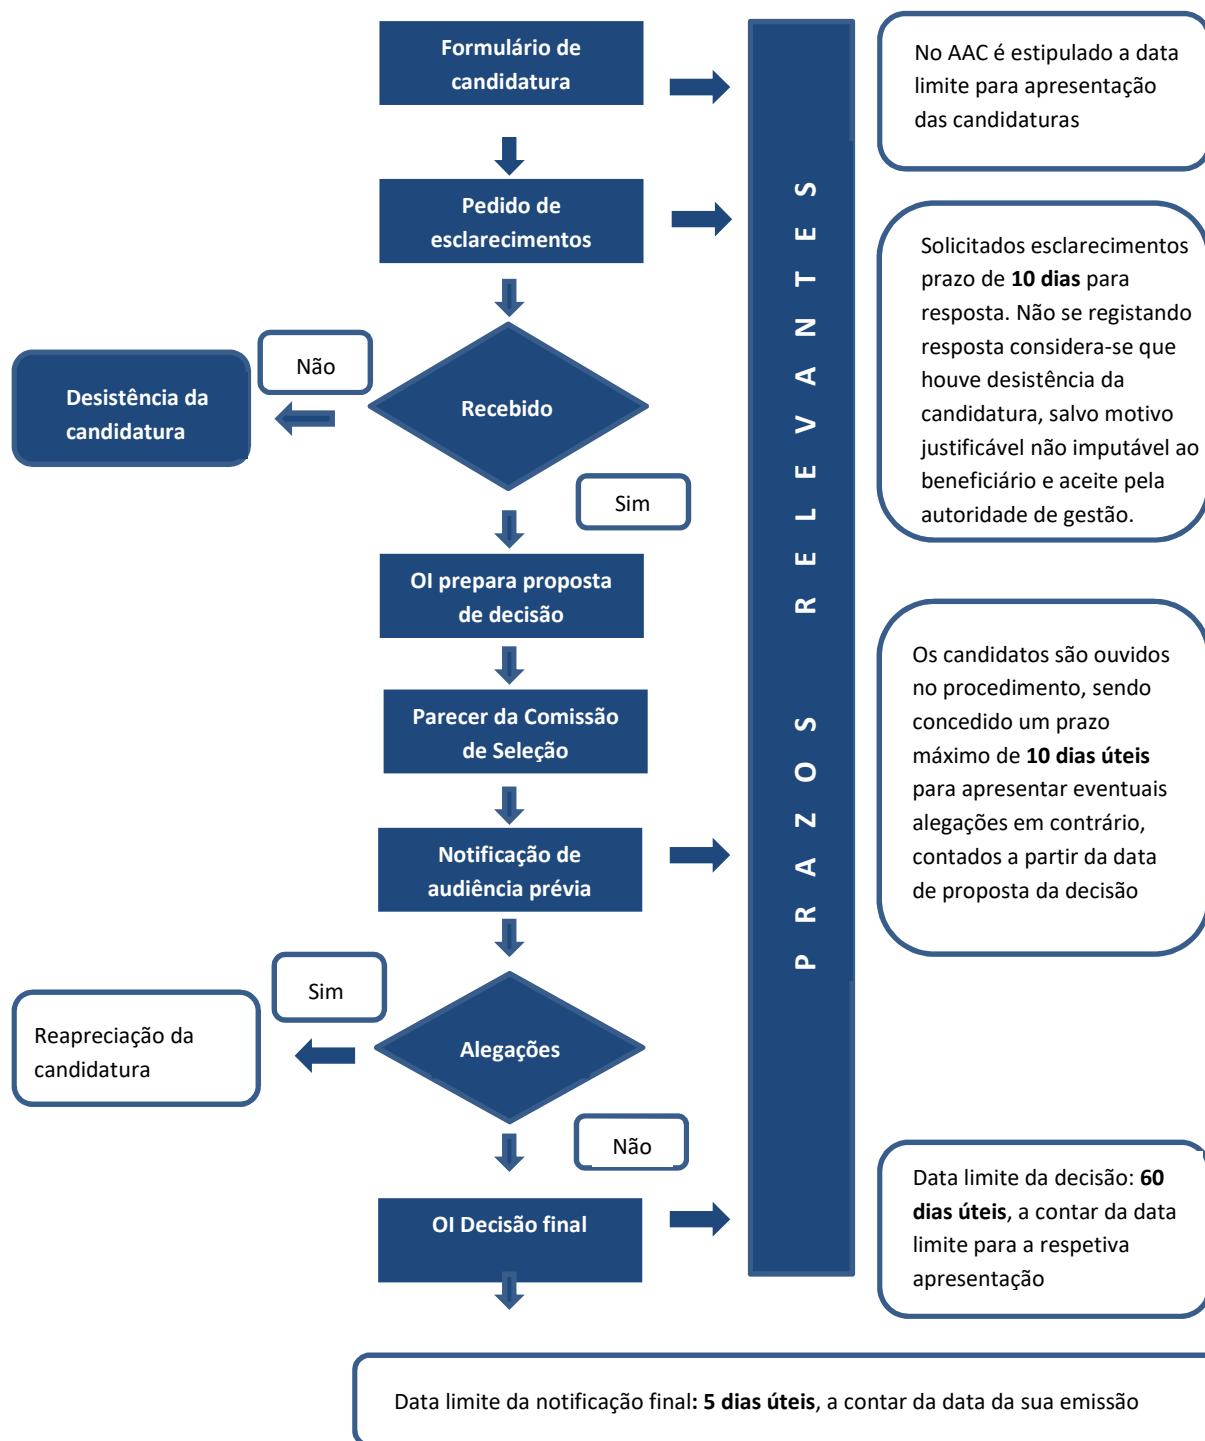 Formulário de
candidatura
No AAC é estipulado a data
limite para apresentação
das candidaturas
Pedido de
esclarecimentos
Solicitados esclarecimentos
prazo de 10 dias para
resposta. Não se registando
resposta considera-se que
houve desistência da
candidatura, salvo motivo
justificável não imputável ao
beneficiário e aceite pela
autoridade de gestão.
Não
Desistência da
candidatura
Recebido
Sim
OI prepara proposta
de decisão
Parecer da Comissão
de Seleção
Os candidatos são ouvidos
no procedimento, sendo
concedido um prazo
máximo de 10 dias úteis
para apresentar eventuais
alegações em contrário,
contados a partir da data
de proposta da decisão
Notificação de
audiência prévia
PRAZOS RELEVANTES
Sim
Reapreciação da
candidatura
Alegações
Não
OI Decisão final
Data limite da decisão: 60
dias úteis, a contar da data
limite para a respetiva
apresentação
Data limite da notificação final: 5 dias úteis, a contar da data da sua emissão